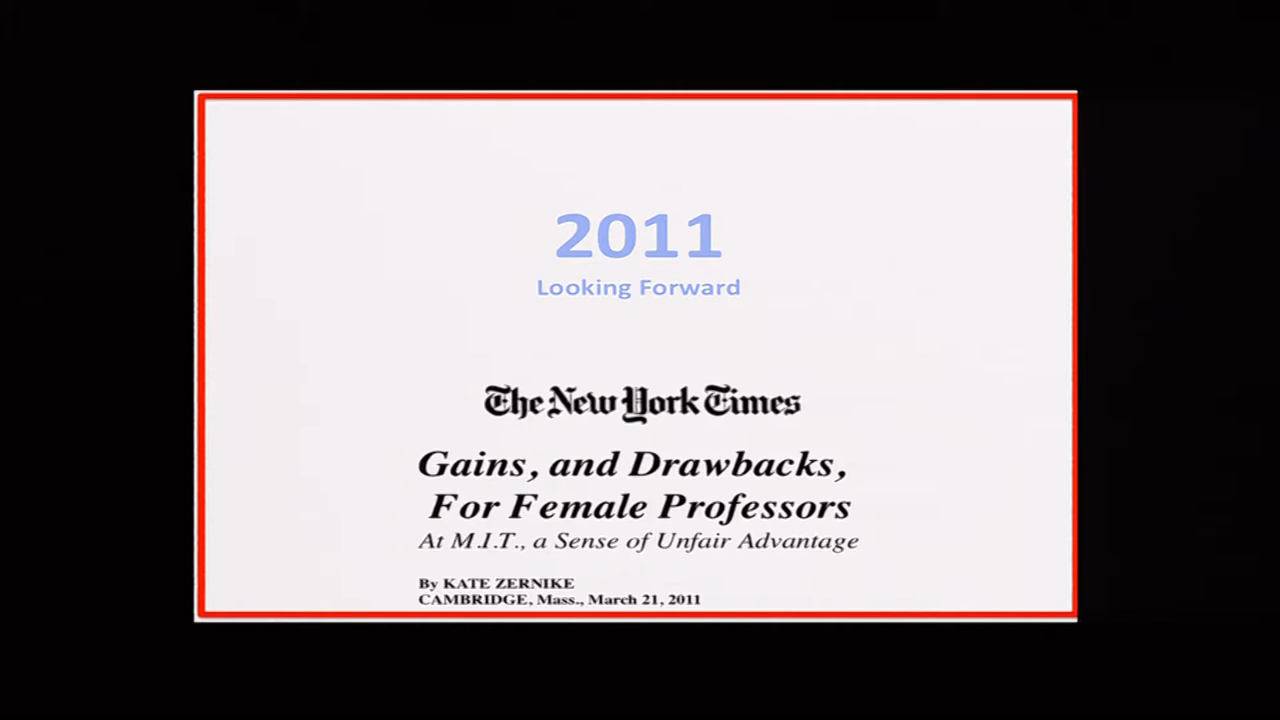 2011
Looking Forward
The New York Times
Gains, and Drawbacks,
For Female Professors
At M.I.T., a Sense of Unfair Advantage
By KATE ZERNIKE
CAMBRIDGE, Mass., March 21, 2011